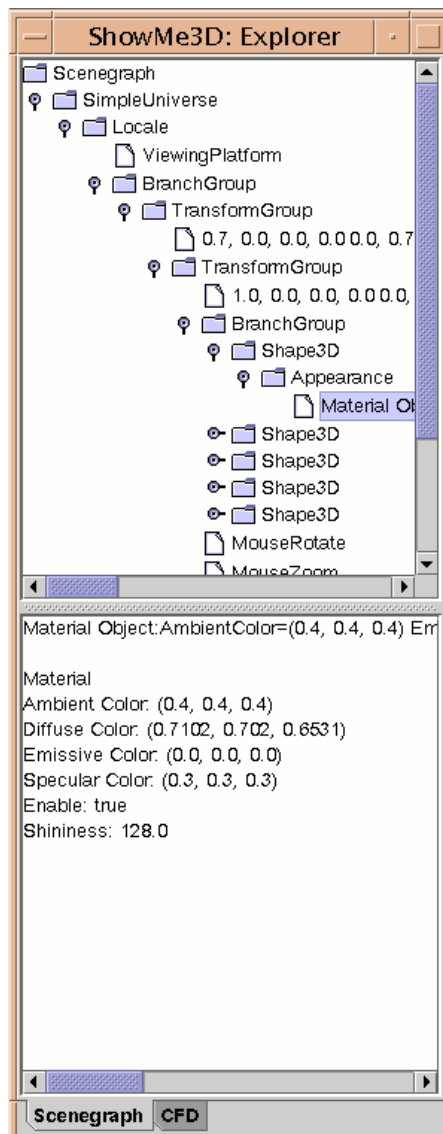 ShowMe3D: Explorer
Scenegraph
SimpleUniverse
Locale
ViewingPlatform
BranchGroup
TransformGroup
0.7, 0.0, 0.0, 0.0 0.0, 0.7
TransformGroup
1.0, 0.0, 0.0, 0.0 0.0,
BranchGroup
Shape3D
Appearance
Material Ob
Shape3D
Shape3D
Shape3D
Shape3D
MouseRotate
MouseZoom
Material Object:AmbientColor=(0.4, 0.4, 0.4) Em
Material
Ambient Color: (0.4, 0.4, 0.4)
Diffuse Color: (0.7102, 0.702, 0.6531)
Emissive Color: (0.0, 0.0, 0.0)
Specular Color: (0.3, 0.3, 0.3)
Enable: true
Shininess: 128.0
Scenegraph CFD